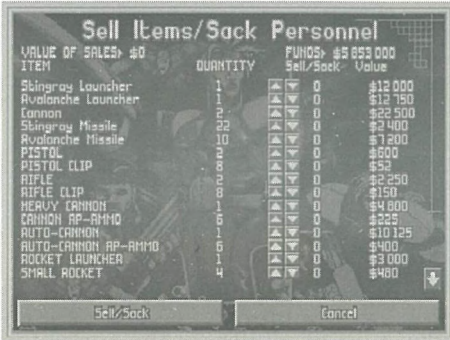 Sell Items/Sack Personnel
VALUE OF SALES> $0 FUNDS> $5 853 000
ITEM QUANTITY Sell/Sack Value
Stingray Launcher 1 0 $12 000
Avalanche Launcher 1 0 $12 750
Cannon 2 0 $22 500
Stingray Missile 22 0 $2 400
Avalanche Missile 10 0 $7 200
PISTOL 2 0 $600
PISTOL CLIP 8 0 $52
RIFLE 2 0 $2 250
RIFLE CLIP 8 0 $150
HEAVY CANNON 1 0 $4 800
CANNON AP-AMMO 6 0 $225
AUTO-CANNON 1 0 $10 125
AUTO-CANNON AP-AMMO 6 0 $400
ROCKET LAUNCHER 1 0 $3 000
SMALL ROCKET 4 0 $480
Sell/Sack Cancel